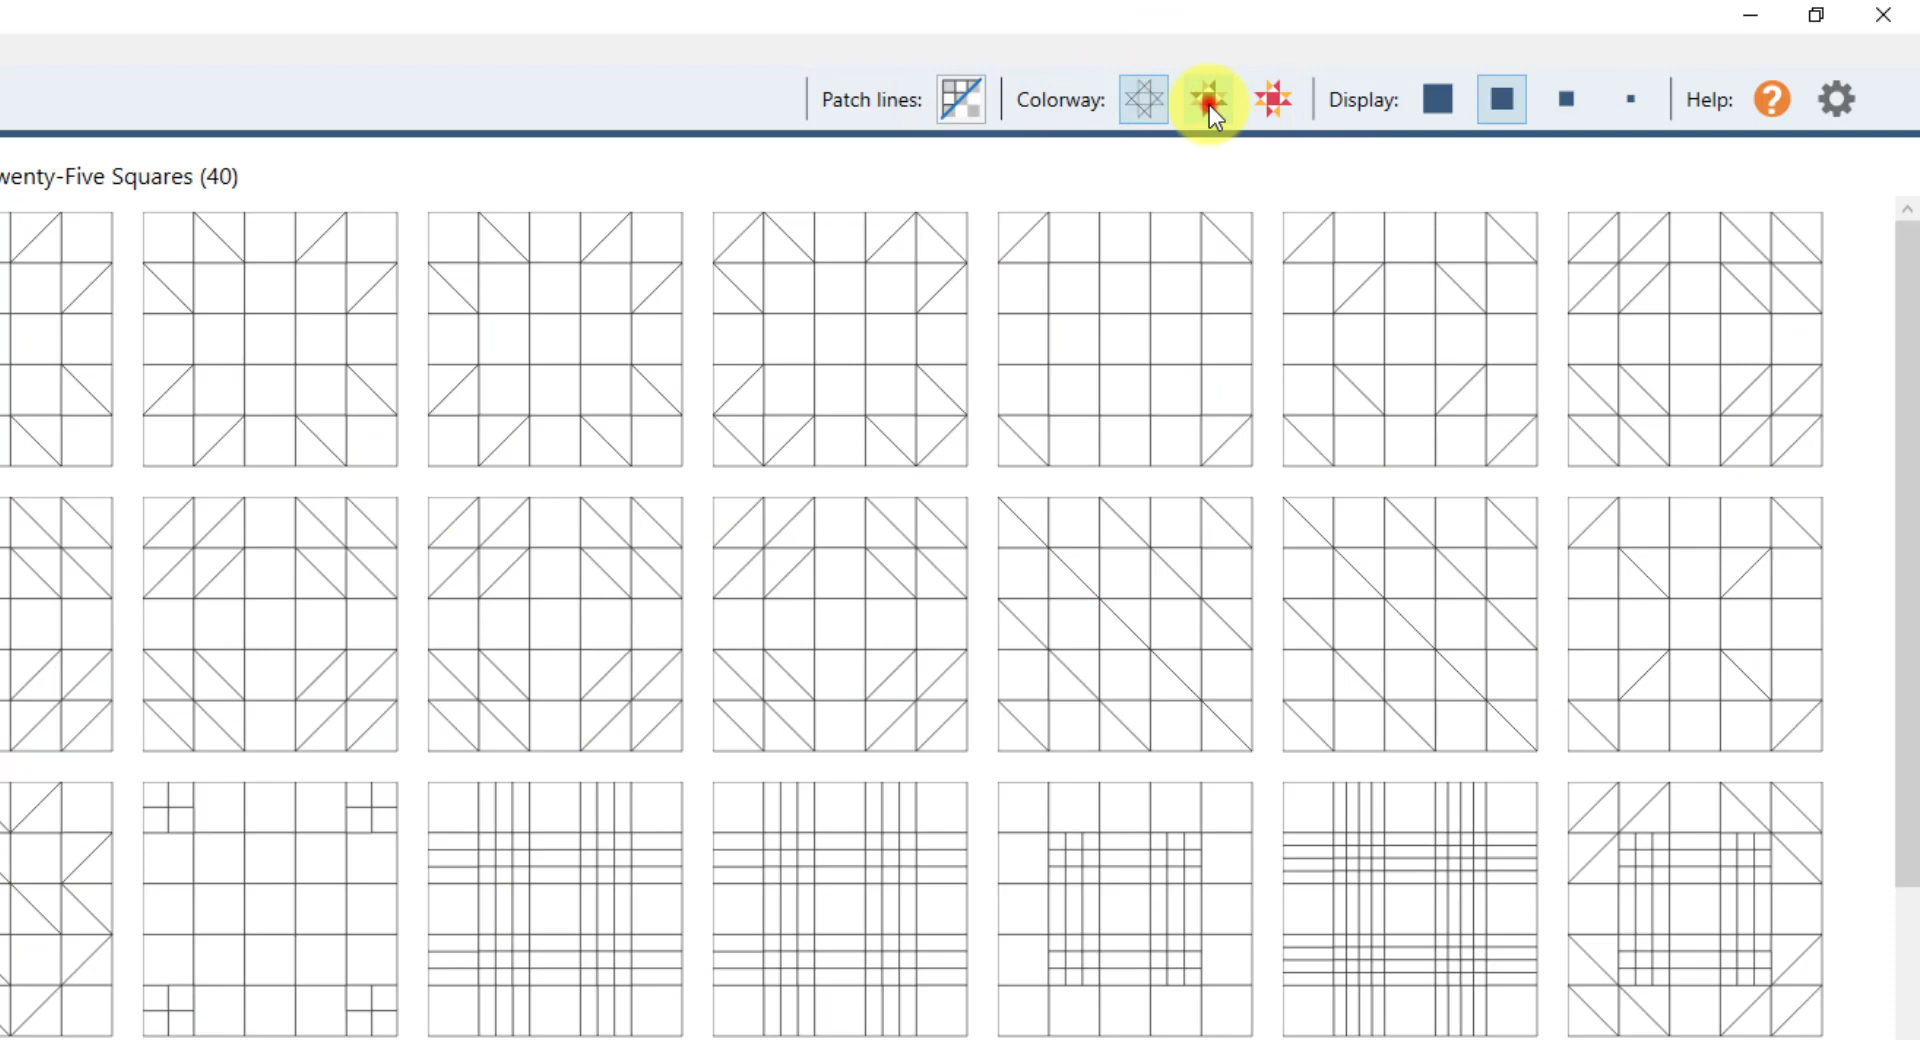 Patch lines: Colorway: Display: Help: ?
wenty-Five Squares (40)